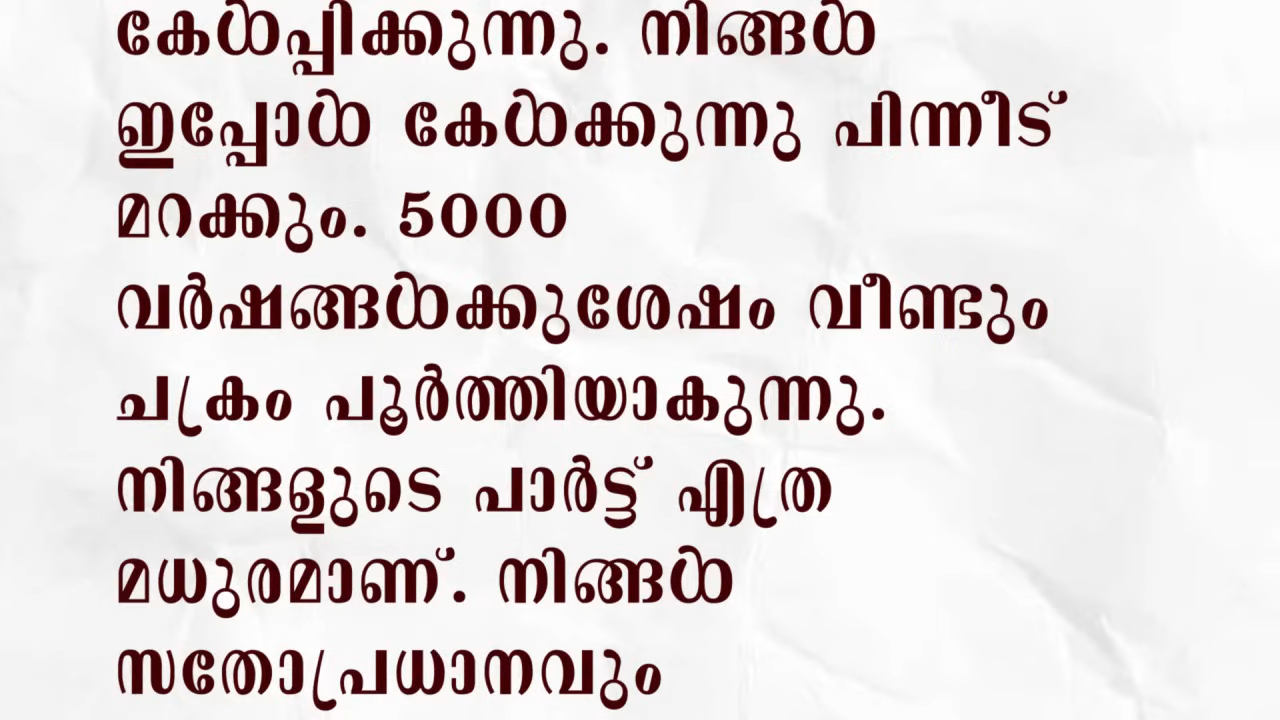 കേൾപ്പിക്കുന്നു. നിങ്ങൾ
ഇപ്പോൾ കേൾക്കുന്നു പിന്നീട്
മറക്കും. 5000
വർഷങ്ങൾക്കുശേഷം വീണ്ടും
ചക്രം പൂർത്തിയാകുന്നു.
നിങ്ങളുടെ പാർട്ട് എത്ര
മധുരമാണ്. നിങ്ങൾ
സതോപ്രധാനവും